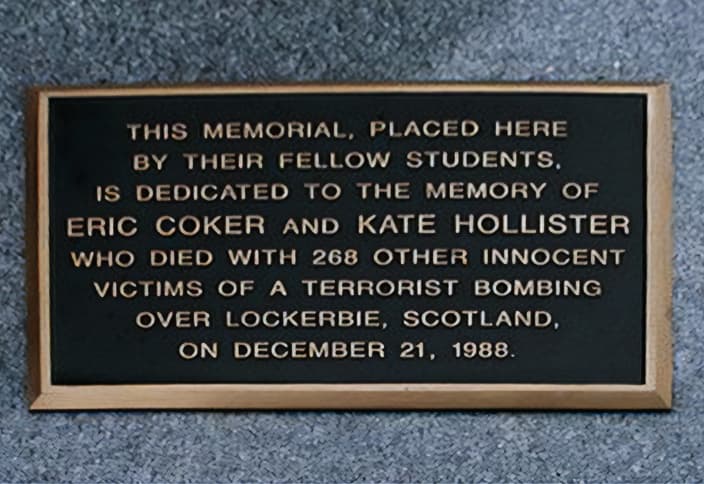 THIS MEMORIAL, PLACED HERE
BY THEIR FELLOW STUDENTS,
IS DEDICATED TO THE MEMORY OF
ERIC COKER AND KATE HOLLISTER
WHO DIED WITH 268 OTHER INNOCENT
VICTIMS OF A TERRORIST BOMBING
OVER LOCKERBIE, SCOTLAND,
ON DECEMBER 21, 1988.